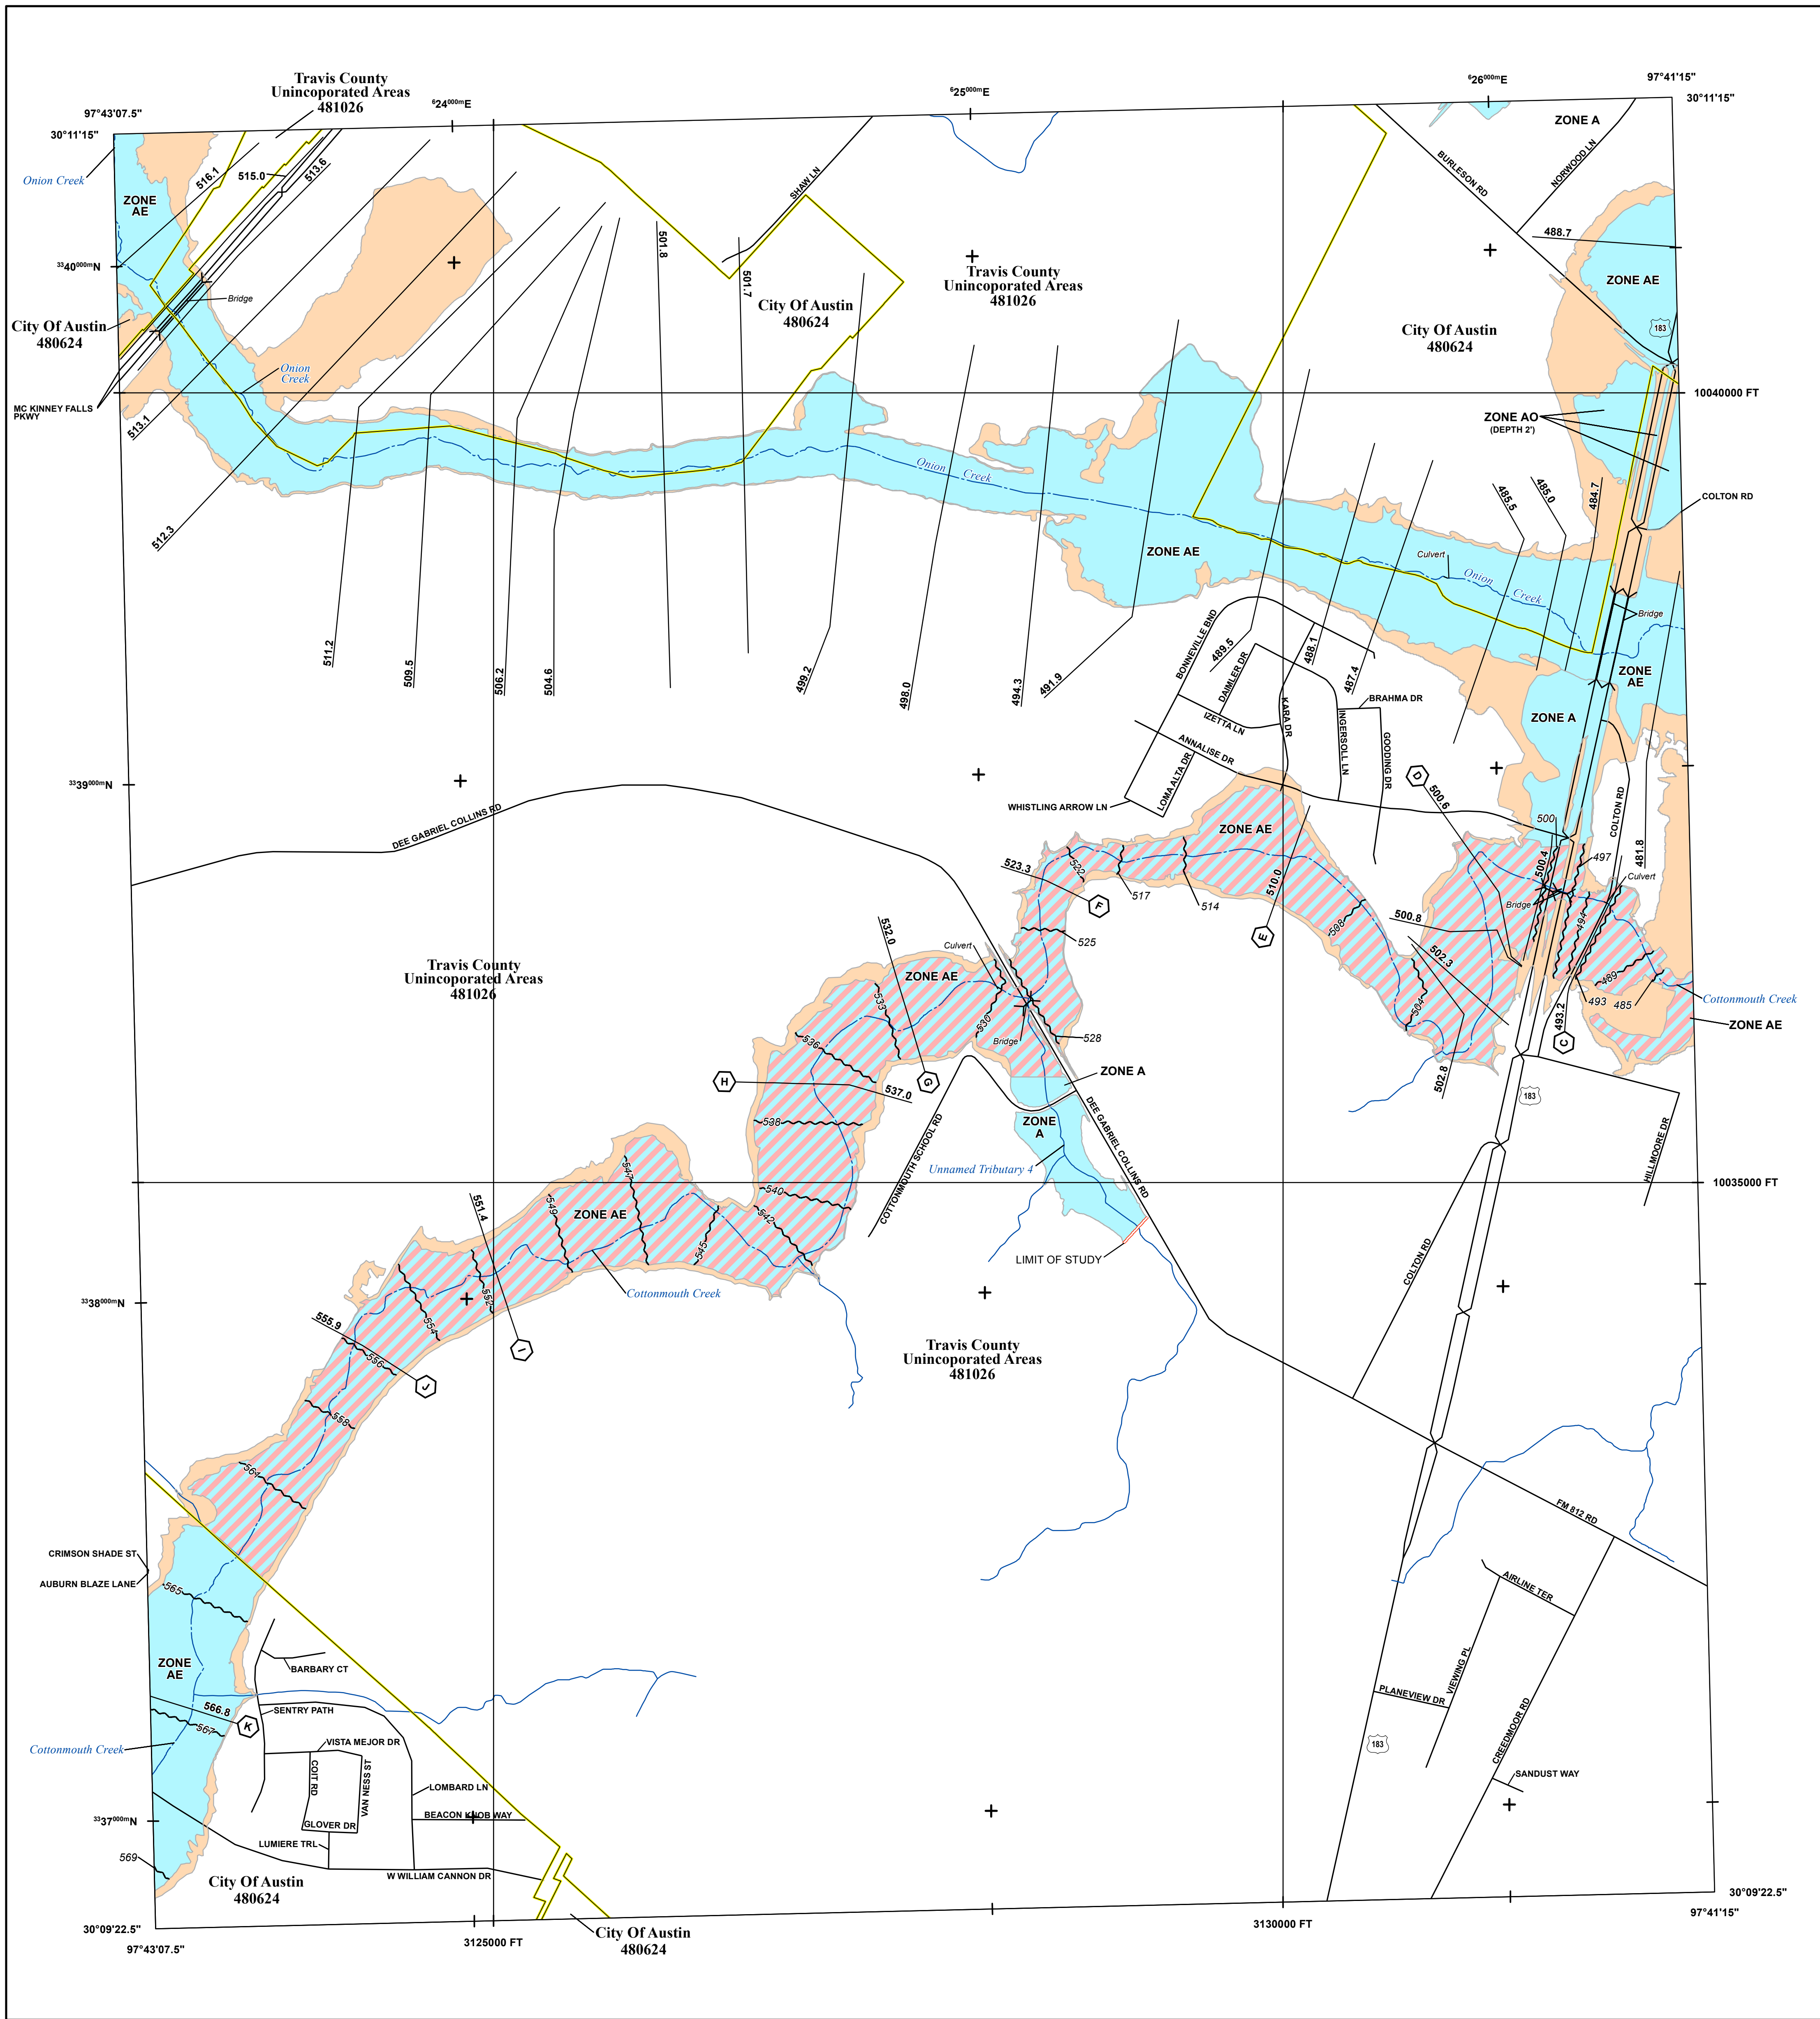 Travis County
Unincoporated Areas
481026
⁶24⁰⁰⁰ᵐE
⁶25⁰⁰⁰ᵐE
⁶26⁰⁰⁰ᵐE
97°41'15"
97°43'07.5"
30°11'15"
30°11'15"
ZONE A
Onion Creek
ZONE
AE
516.1
515.0
513.6
SHAW LN
BURLESON RD
NORWOOD LN
488.7
501.8
501.7
³³40⁰⁰⁰ᵐN
Bridge
Travis County
Unincoporated Areas
481026
ZONE AE
City Of Austin
480624
City Of Austin
480624
City Of Austin
480624
183
Onion
Creek
MC KINNEY FALLS
PKWY
513.1
512.3
10040000 FT
ZONE AO
(DEPTH 2')
Onion Creek
485.5
485.0
484.7
COLTON RD
ZONE AE
Culvert
Onion
Creek
Bridge
511.2
509.5
506.2
504.6
499.2
498.0
494.3
491.9
489.5
488.1
487.4
BONNEVILLE BND
DAIMLER DR
IZETTA LN
KARA DR
INGERSOLL LN
BRAHMA DR
GOODING DR
ANNALISE DR
LOMA ALTA DR
WHISTLING ARROW LN
ZONE
AE
ZONE A
³³39⁰⁰⁰ᵐN
DEE GABRIEL COLLINS RD
D
500.6
500
500.4
COLTON RD
497
481.8
Culvert
ZONE AE
523.3
522
F
517
514
510.0
E
508
Bridge
494
500.8
502.3
525
532.0
Culvert
Travis County
Unincoporated Areas
481026
ZONE AE
533
530
504
489
493
485
Cottonmouth Creek
493.2
C
ZONE AE
536
Bridge
528
502.8
H
G
537.0
ZONE A
183
538
COTTONMOUTH SCHOOL RD
ZONE
A
DEE GABRIEL COLLINS RD
HILLMOORE DR
Unnamed Tributary 4
547
540
10035000 FT
551.4
549
ZONE AE
542
545
LIMIT OF STUDY
COLTON RD
Cottonmouth Creek
³³38⁰⁰⁰ᵐN
552
555.9
554
I
Travis County
Unincoporated Areas
481026
556
J
558
561
FM 812 RD
CRIMSON SHADE ST
AUBURN BLAZE LANE
565
AIRLINE TER
ZONE
AE
BARBARY CT
VIEWING PL
PLANEVIEW DR
CREEDMOOR RD
566.8
K
SENTRY PATH
567
Cottonmouth Creek
VISTA MEJOR DR
183
COIT RD
VAN NESS ST
LOMBARD LN
SANDUST WAY
BEACON KNOB WAY
³³37⁰⁰⁰ᵐN
GLOVER DR
LUMIERE TRL
569
W WILLIAM CANNON DR
City Of Austin
480624
30°09'22.5"
30°09'22.5"
97°41'15"
3130000 FT
City Of Austin
480624
3125000 FT
97°43'07.5"